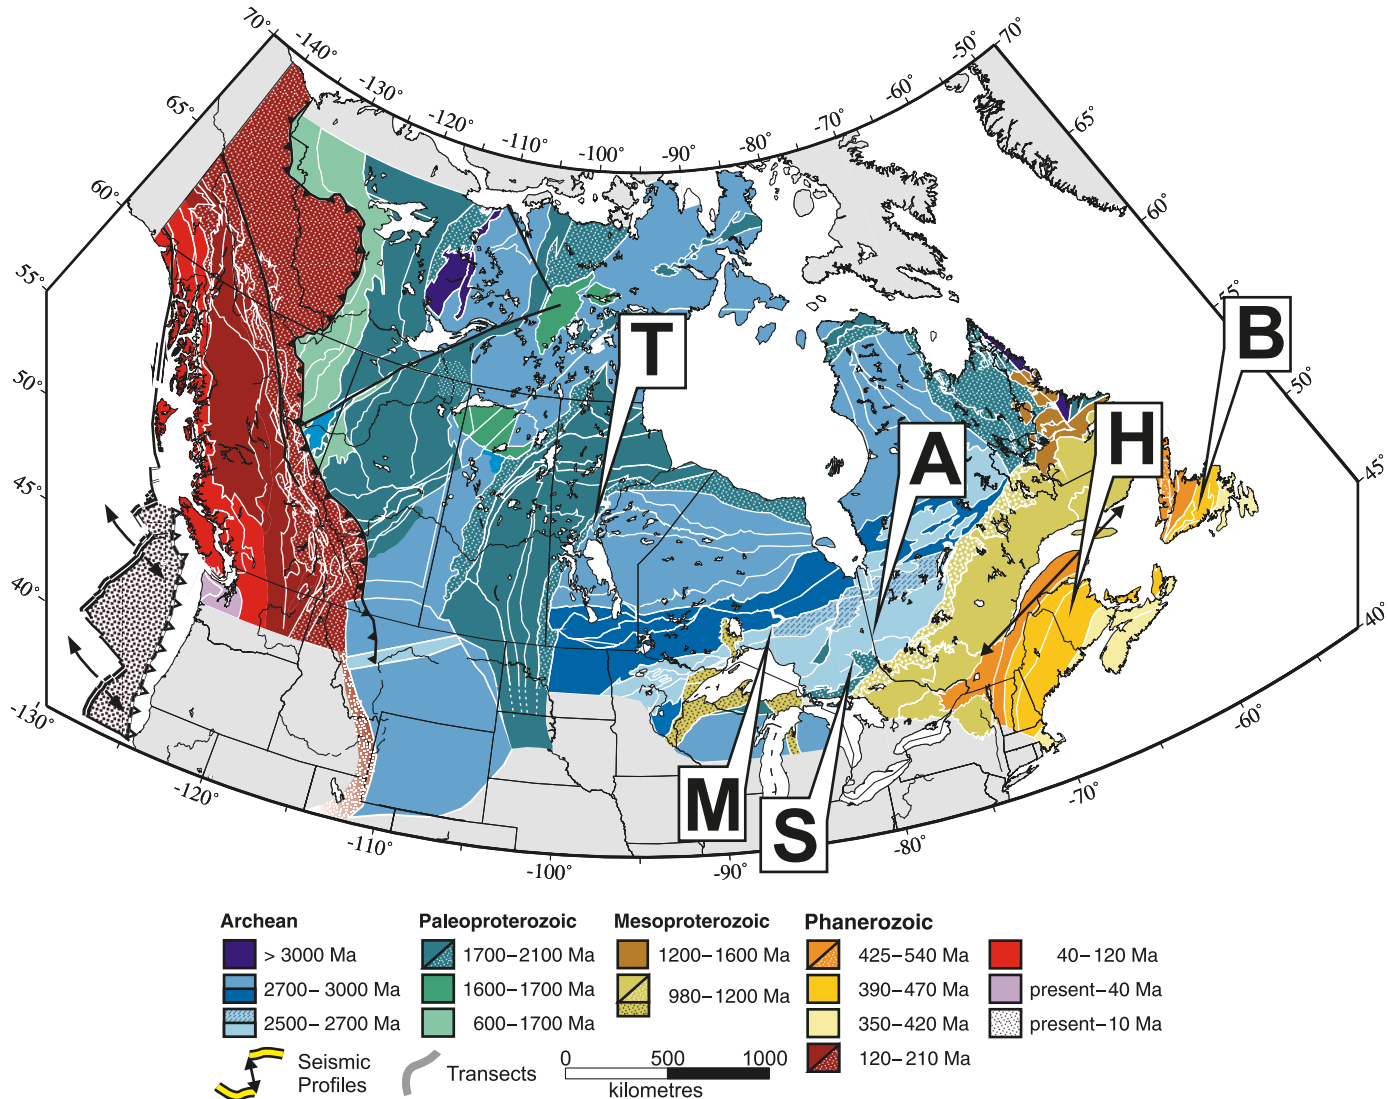 70° -140° -130° -120° -110° -100° -90° -80° -70° -60° -50° 70°
65° 65°
60° 60°
55° 55°
50° 50°
45° 45°
40° 40°
-130° -120° -110° -100° -90° -80° -70° -60°
T
B
A
H
M
S
Archean
> 3000 Ma
2700–3000 Ma
2500–2700 Ma
Paleoproterozoic
1700–2100 Ma
1600–1700 Ma
600–1700 Ma
Mesoproterozoic
1200–1600 Ma
980–1200 Ma
Phanerozoic
425–540 Ma
390–470 Ma
350–420 Ma
120–210 Ma
40–120 Ma
present–40 Ma
present–10 Ma
Seismic
Profiles
Transects
0 500 1000
kilometres